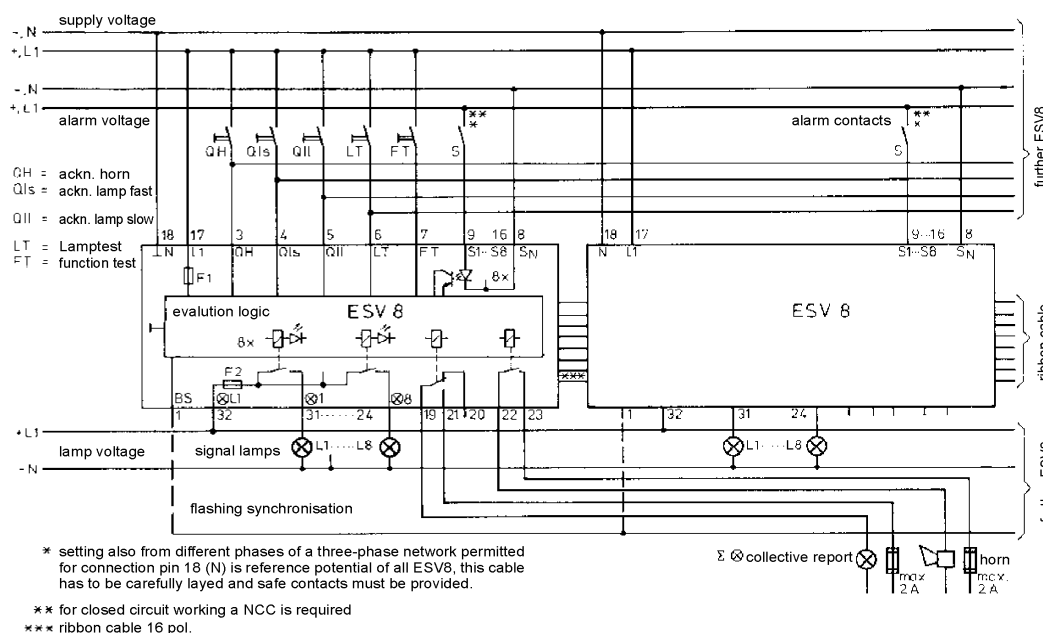 -, N supply voltage
+, L1
-, N
+, L1
alarm voltage
alarm contacts
further ESV8
**
*
**
*
QH QIs QII LT FT S
S
QH = ackn. horn
QIs = ackn. lamp fast
QII = ackn. lamp slow
LT = Lamptest
FT = function test
18 17 3 4 5 6 7 9 16 8
N L1 QH QIs QII LT FT S1··S8 SN
18 17 9···16 8
N L1 S1··S8 SN
F1
8x
evalution logic ESV 8
ESV 8
8x
ribbon cable
F2
***
BS L1 1 8
1 32 31······24 19 21 20 22 23
1 32 31 24
+L1
lamp voltage signal lamps L1·····L8
L1·····L8
- N
flashing synchronisation
* setting also from different phases of a three-phase network permitted
for connection pin 18 (N) is reference potential of all ESV8, this cable
has to be carefully layed and safe contacts must be provided.
Σ ⊗ collective report
max
2A
horn
max.
2A
** for closed circuit working a NCC is required
*** ribbon cable 16 pol.